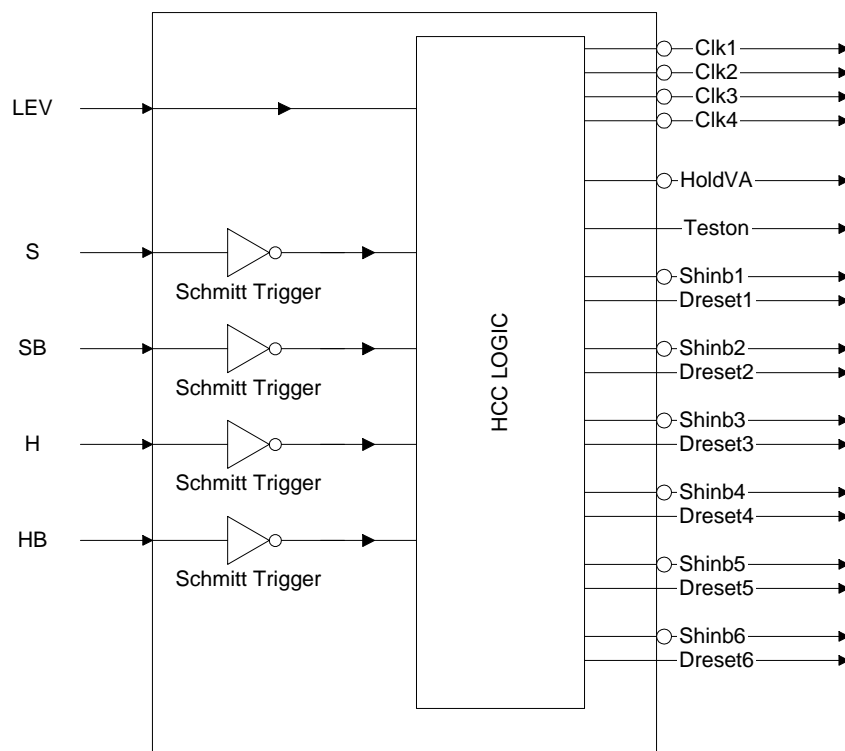 LEV
S
Schmitt Trigger
SB
Schmitt Trigger
H
Schmitt Trigger
HB
Schmitt Trigger
HCC LOGIC
Clk1
Clk2
Clk3
Clk4
HoldVA
Teston
Shinb1
Dreset1
Shinb2
Dreset2
Shinb3
Dreset3
Shinb4
Dreset4
Shinb5
Dreset5
Shinb6
Dreset6